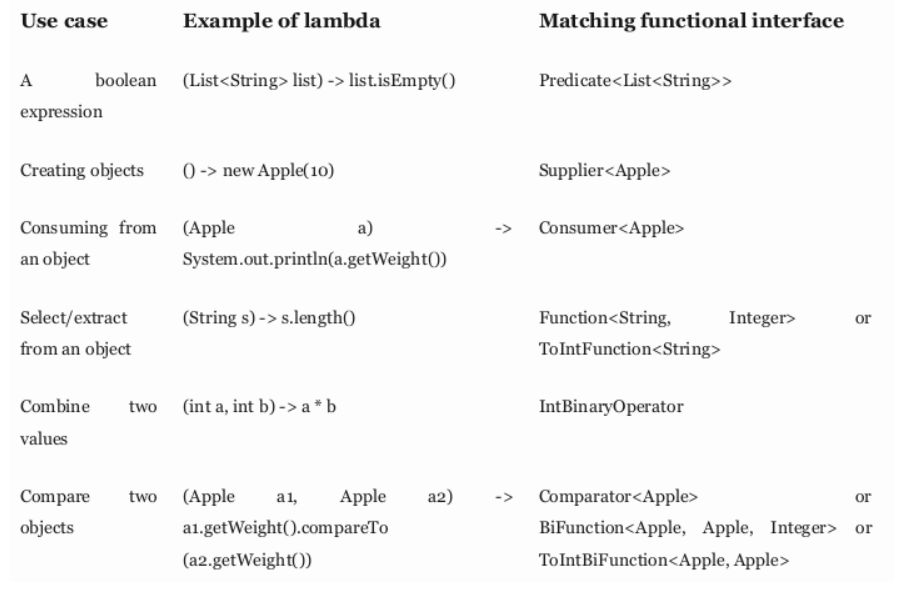 Use case Example of lambda Matching functional interface
A boolean (List<String> list) -> list.isEmpty() Predicate<List<String>>
expression
Creating objects () -> new Apple(10) Supplier<Apple>
Consuming from (Apple a) -> Consumer<Apple>
an object System.out.println(a.getWeight())
Select/extract (String s) -> s.length() Function<String, Integer> or
from an object ToIntFunction<String>
Combine two (int a, int b) -> a * b IntBinaryOperator
values
Compare two (Apple a1, Apple a2) -> Comparator<Apple> or
objects a1.getWeight().compareTo BiFunction<Apple, Apple, Integer> or
(a2.getWeight()) ToIntBiFunction<Apple, Apple>